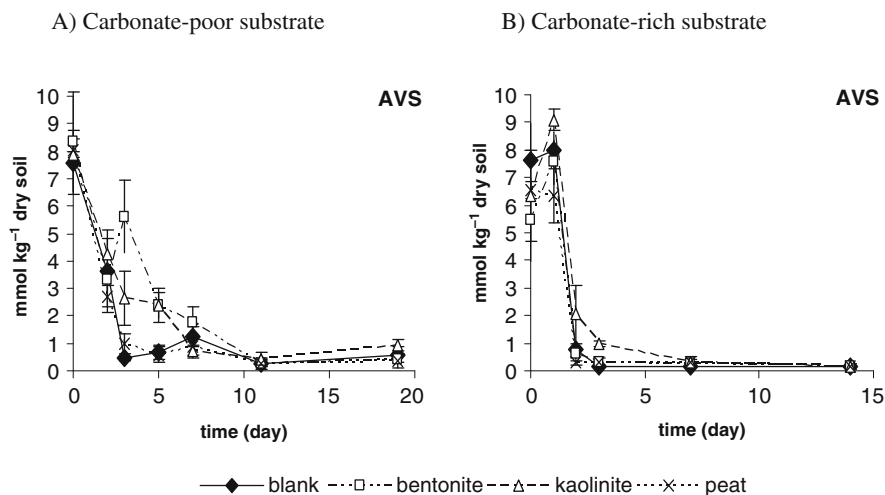 A) Carbonate-poor substrate
B) Carbonate-rich substrate
AVS
10
9
8
7
6
5
4
3
2
1
0
mmol kg⁻¹ dry soil
0 5 10 15 20
time (day)
AVS
10
9
8
7
6
5
4
3
2
1
0
mmol kg⁻¹ dry soil
0 5 10 15
time (day)
blank bentonite kaolinite peat